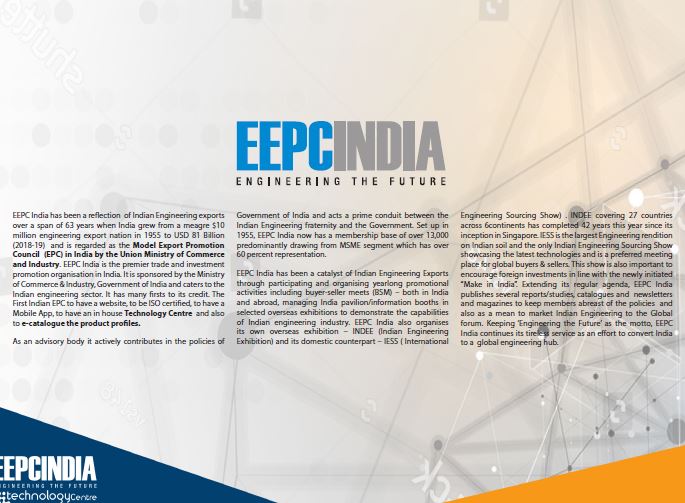 EEPCINDIA
ENGINEERING THE FUTURE
EEPC India has been a reflection of Indian Engineering exports
over a span of 63 years when India grew from a meagre $10
million engineering export nation in 1955 to USD 81 Billion
(2018-19) and is regarded as the Model Export Promotion
Council (EPC) in India by the Union Ministry of Commerce
and Industry. EEPC India is the premier trade and investment
promotion organisation in India. It is sponsored by the Ministry
of Commerce & Industry, Government of India and caters to the
Indian engineering sector. It has many firsts to its credit. The
First Indian EPC to have a website, to be ISO certified, to have a
Mobile App, to have an in house Technology Centre and also
to e-catalogue the product profiles.
As an advisory body it actively contributes in the policies of
Government of India and acts a prime conduit between the
Indian Engineering fraternity and the Government. Set up in
1955, EEPC India now has a membership base of over 13,000
predominantly drawn from MSME segment which has over
60 percent representation.
EEPC India has been a catalyst of Indian Engineering Exports
through participating and organising yearlong promotional
activities including buyer-seller meets (BSM) – both in India
and abroad, managing India pavilion/information booths in
selected overseas exhibitions to demonstrate the capabilities
of Indian engineering industry. EEPC India also organises
its own overseas exhibition – INDEE (Indian Engineering
Exhibition) and its domestic counterpart – IESS ( International
Engineering Sourcing Show) . INDEE covering 27 countries
across 6continents has completed 42 years this year since its
inception in Singapore. IESS is the largest Engineering rendition
on Indian soil and the only Indian Engineering Sourcing Show
showcasing the latest technologies and is a preferred meeting
place for global buyers & sellers. This show is also important to
encourage foreign investments in line with the newly initiated
"Make in India". Extending its regular agenda, EEPC India
publishes several reports/studies, catalogues and newsletters
and magazines to keep members abreast of the policies and
also as a mean to market Indian Engineering to the Global
forum. Keeping 'Engineering the Future' as the motto, EEPC
India continues its tireless service as an effort to convert India
to a global engineering hub.
EEPCINDIA
ENGINEERING THE FUTURE
technologycentre